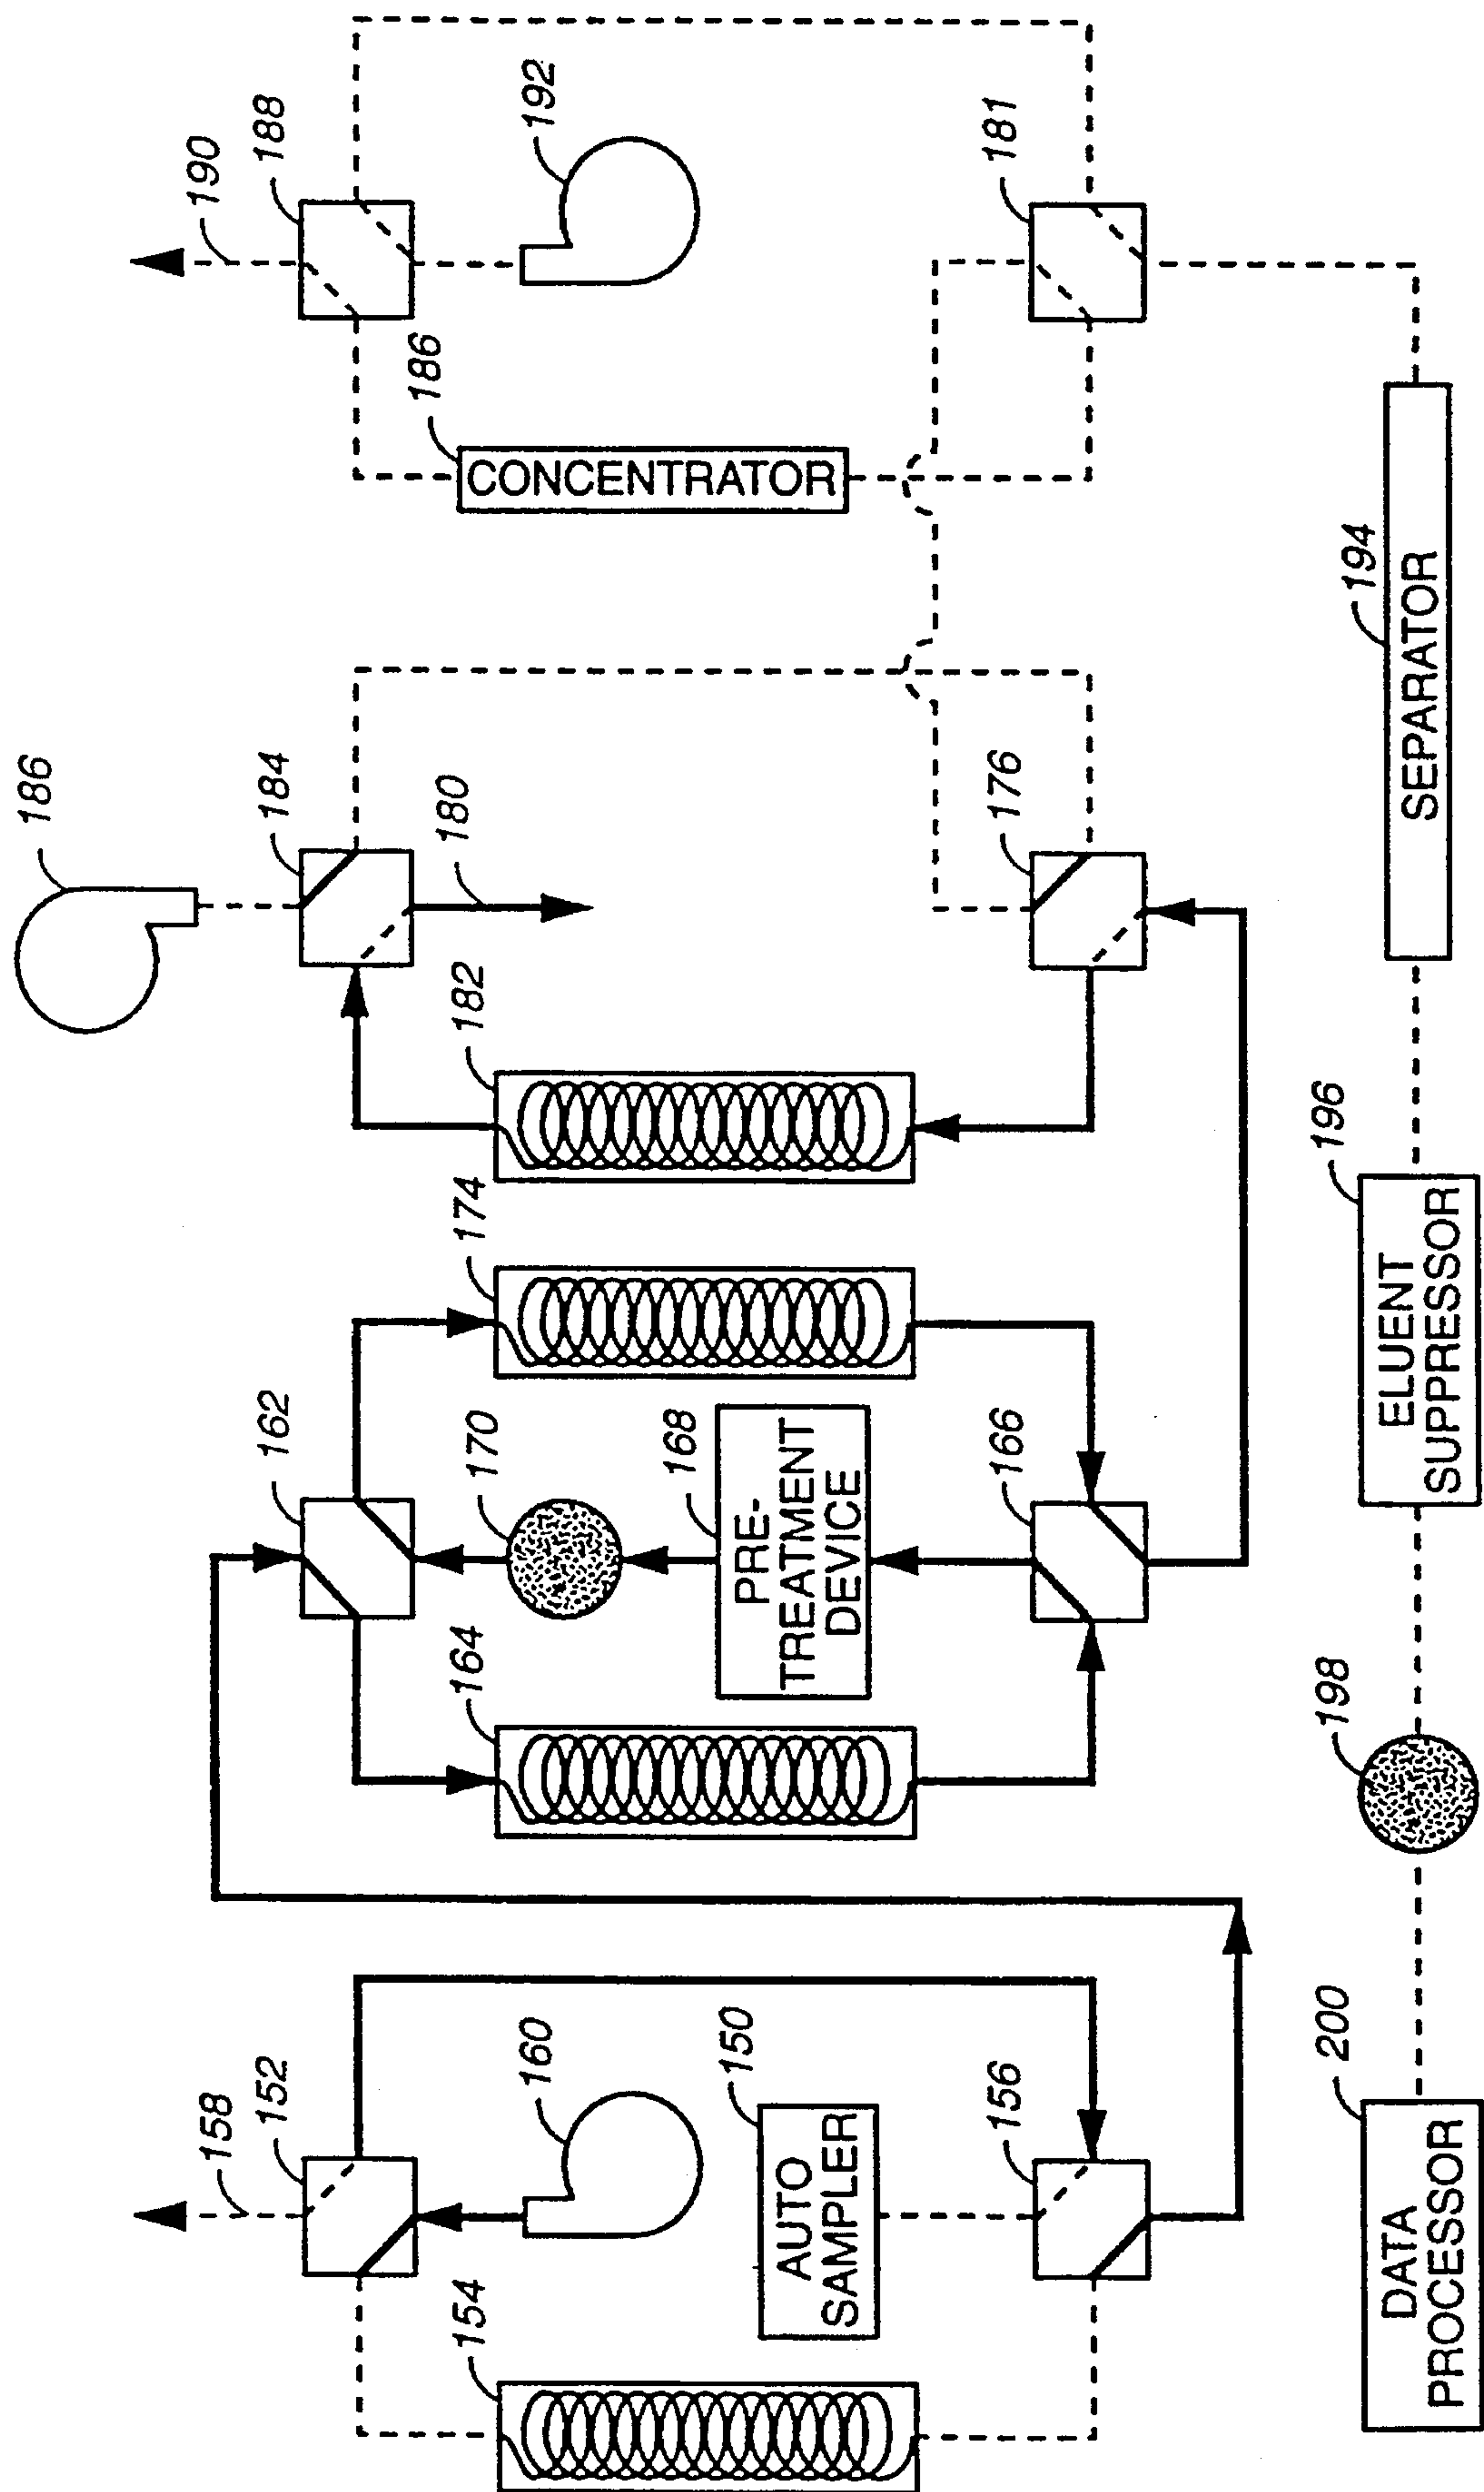 158
152
160
154
AUTO
SAMPLER
150
156
162
164
170
PRE-
TREATMENT
DEVICE
168
166
174
182
186
184
180
176
190
188
192
CONCENTRATOR
186
181
DATA
PROCESSOR
200
198
ELUENT
SUPPRESSOR
196
SEPARATOR
194